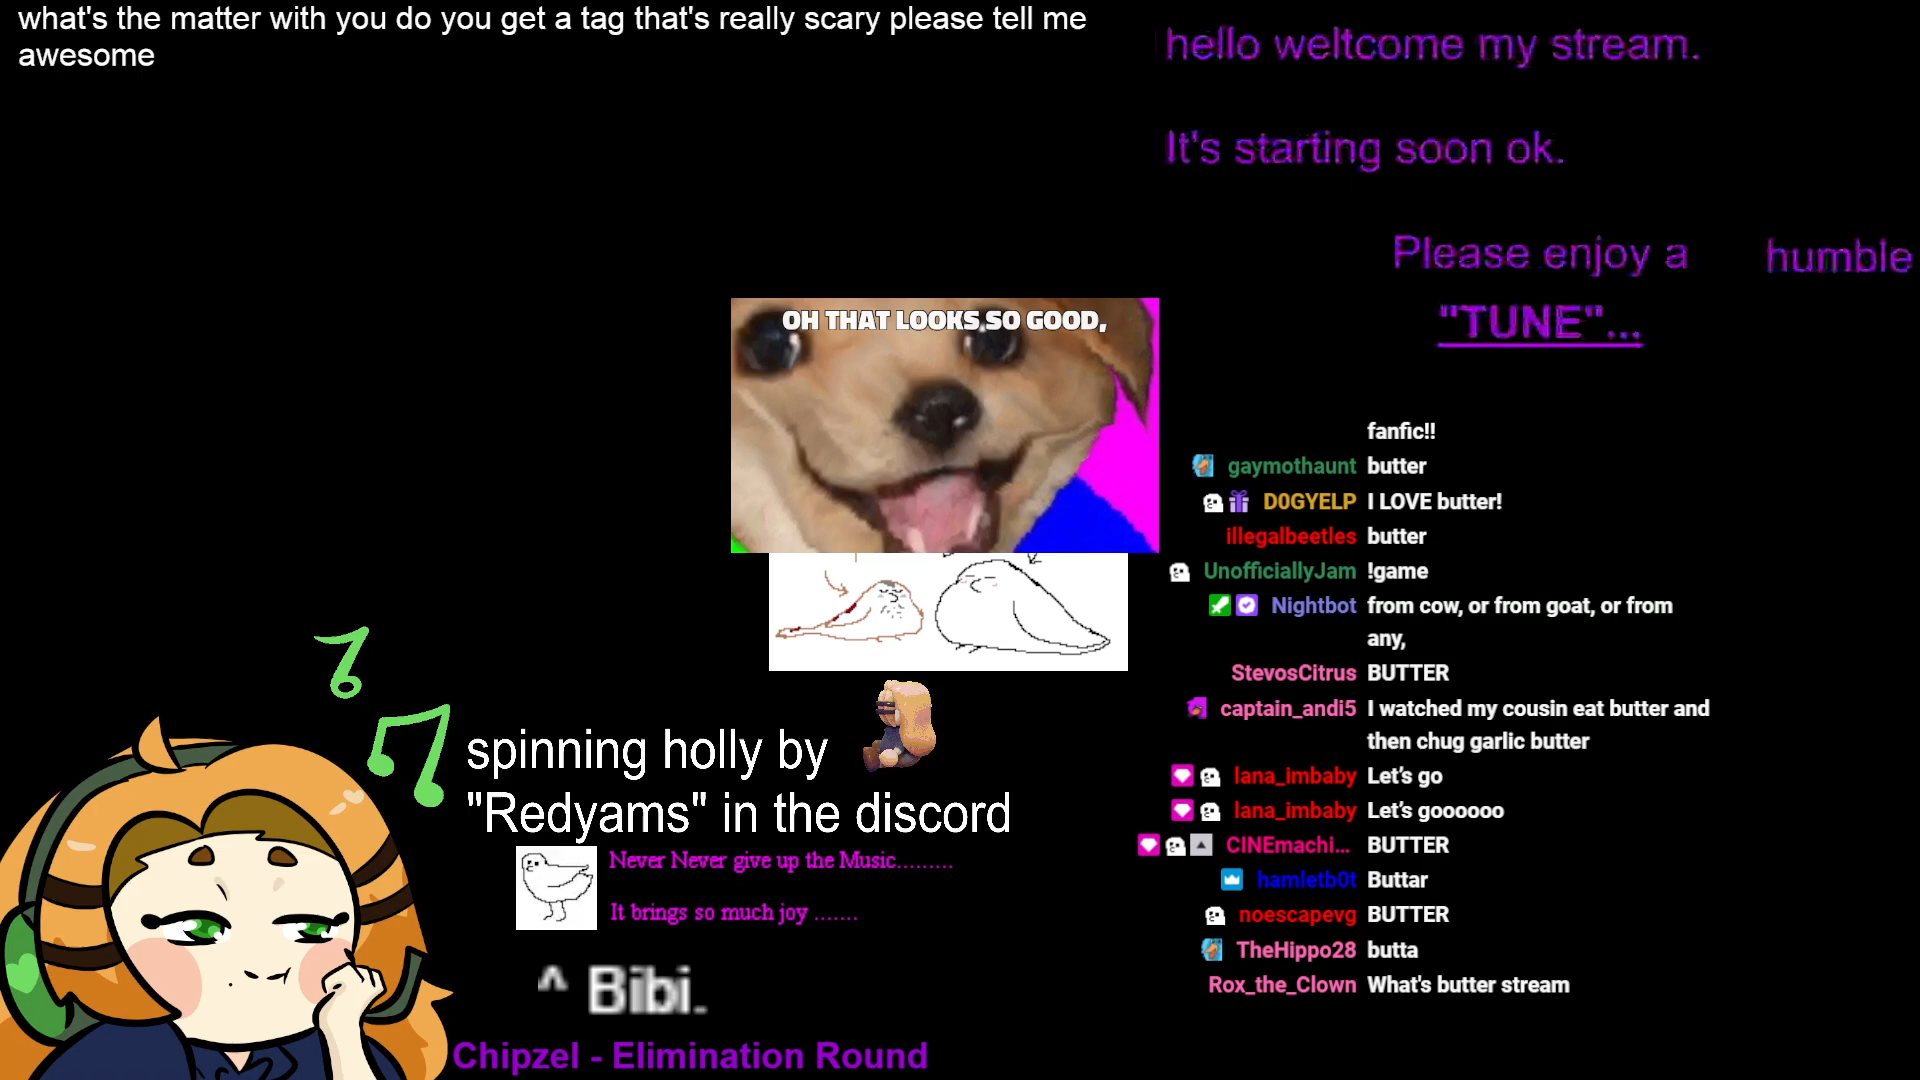 what's the matter with you do you get a tag that's really scary please tell me
awesome
hello weltcome my stream.
It's starting soon ok.
Please enjoy a humble
"TUNE"...
OH THAT LOOKS SO GOOD,
fanfic!!
gaymothaunt butter
D0GYELP I LOVE butter!
illegalbeetles butter
UnofficiallyJam !game
Nightbot from cow, or from goat, or from
any,
StevosCitrus BUTTER
captain_andi5 I watched my cousin eat butter and
then chug garlic butter
lana_imbaby Let's go
lana_imbaby Let's goooooo
CINEmachi... BUTTER
hamletb0t Buttar
noescapevg BUTTER
TheHippo28 butta
Rox_the_Clown What's butter stream
spinning holly by
"Redyams" in the discord
Never Never give up the Music.........
It brings so much joy .......
^ Bibi.
Chipzel - Elimination Round